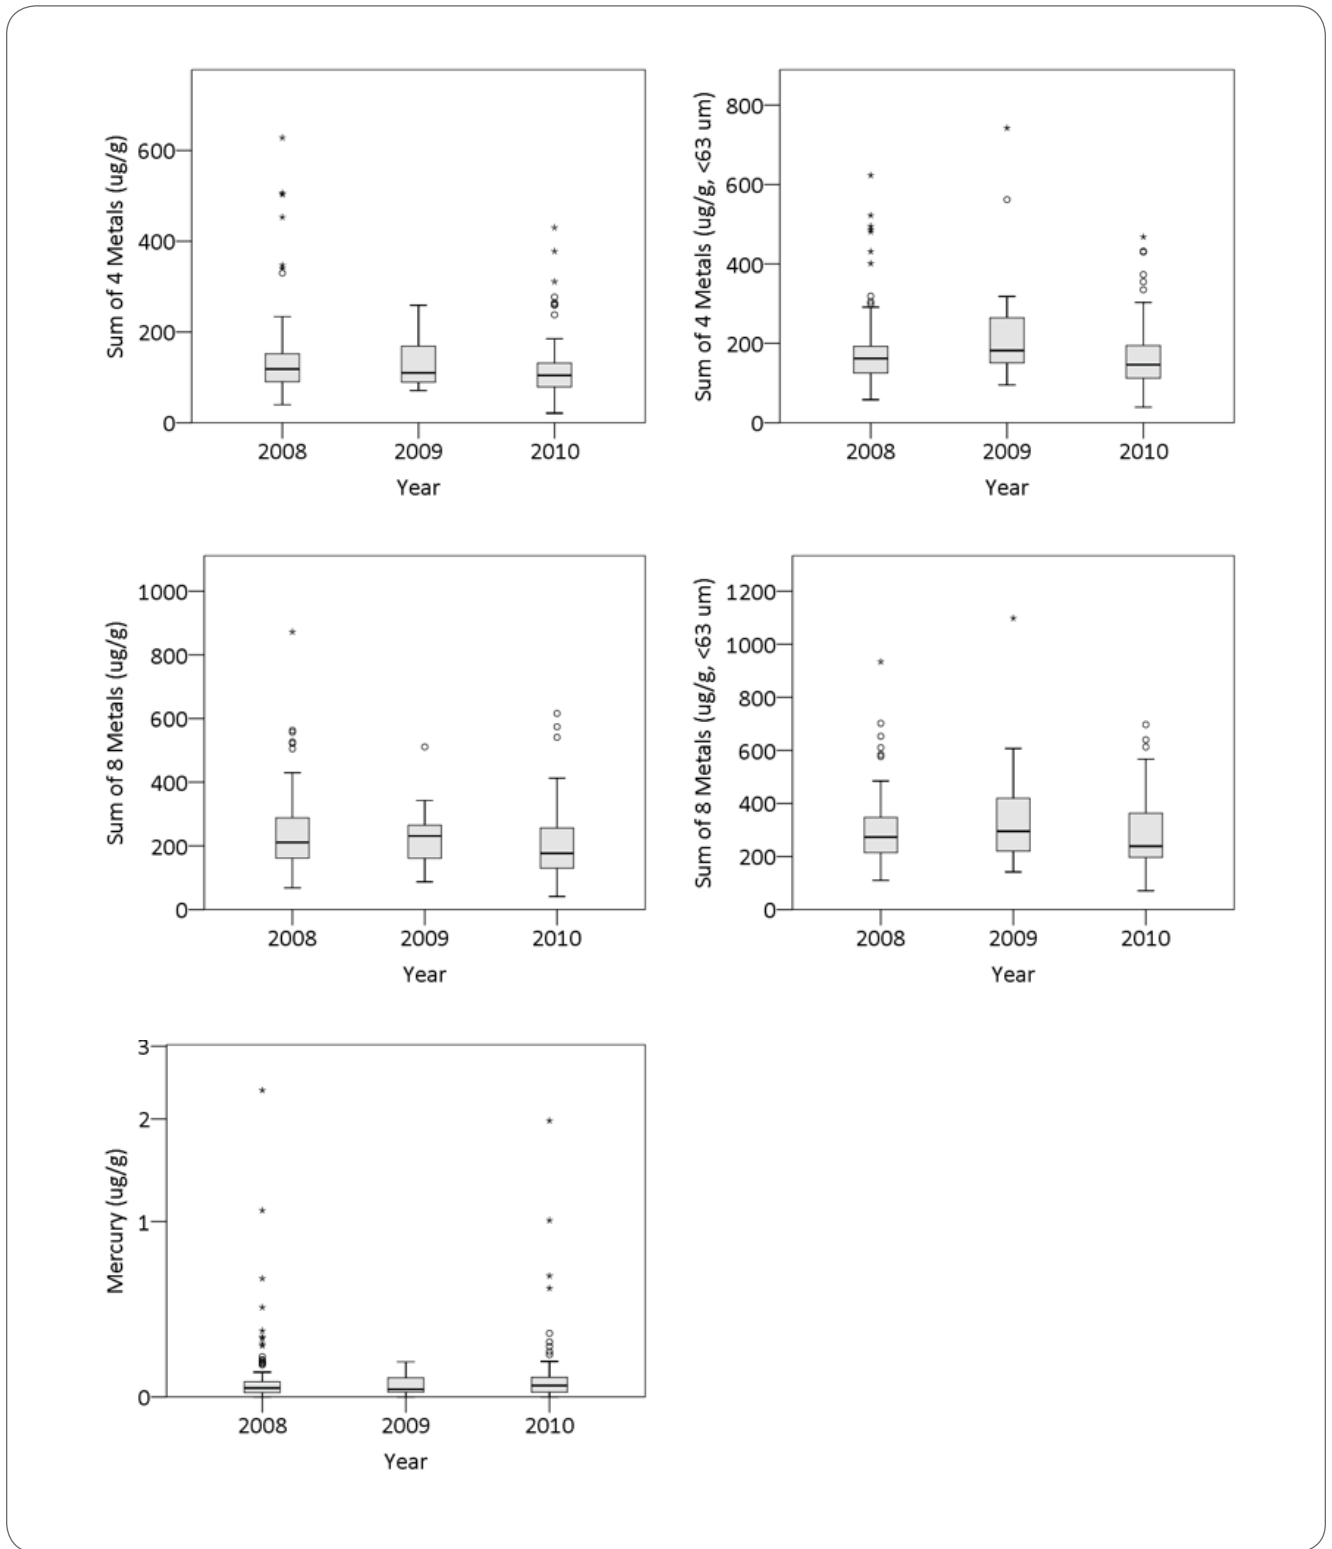 Sum of 4 Metals (ug/g)
600
400
200
0
2008 2009 2010
Year
Sum of 4 Metals (ug/g, <63 um)
800
600
400
200
0
2008 2009 2010
Year
Sum of 8 Metals (ug/g)
1000
800
600
400
200
0
2008 2009 2010
Year
Sum of 8 Metals (ug/g, <63 um)
1200
1000
800
600
400
200
0
2008 2009 2010
Year
Mercury (ug/g)
3
2
1
0
2008 2009 2010
Year